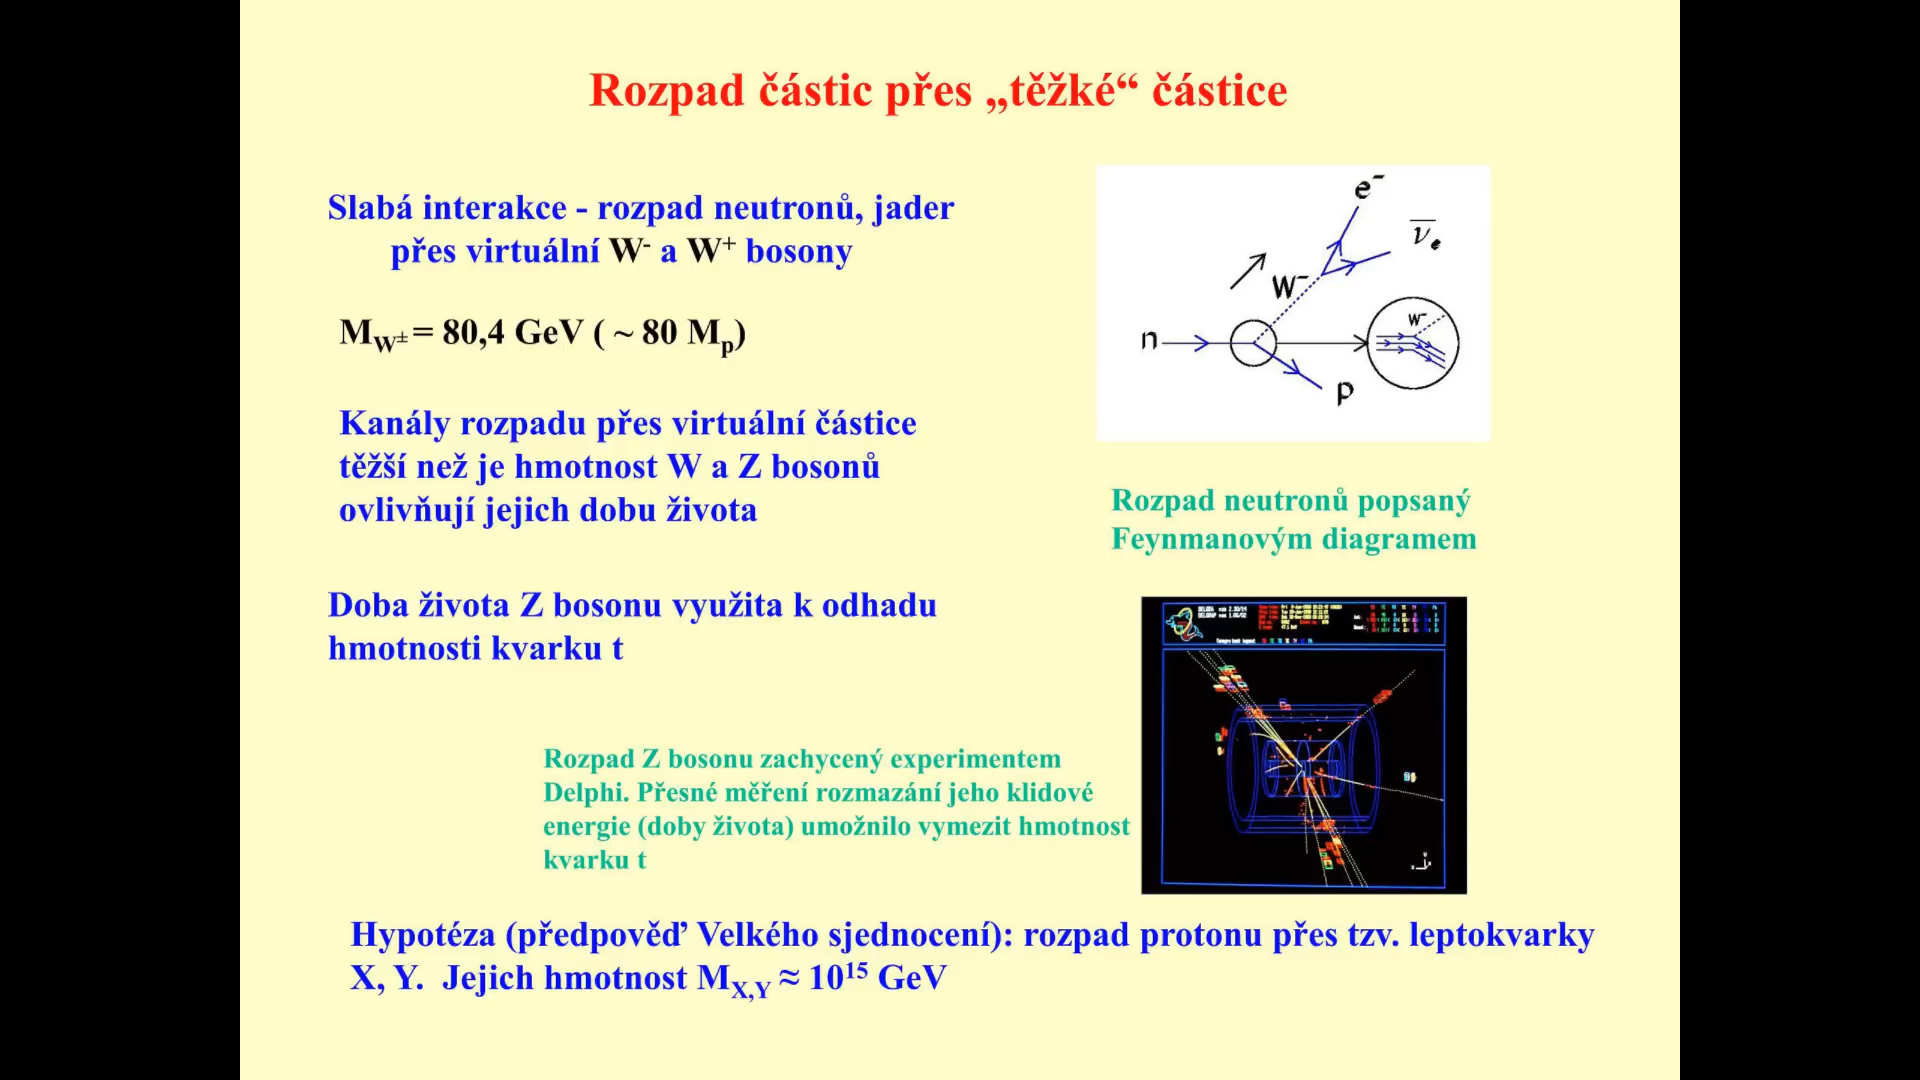 Rozpad částic přes „těžké“ částice
Slabá interakce - rozpad neutronů, jader
přes virtuální W- a W+ bosony
MW± = 80,4 GeV ( ~ 80 Mp)
Kanály rozpadu přes virtuální částice
těžší než je hmotnost W a Z bosonů
ovlivňují jejich dobu života
Doba života Z bosonu využita k odhadu
hmotnosti kvarku t
e⁻
ν̅e
W⁻
W⁻
n
p
Rozpad neutronů popsaný
Feynmanovým diagramem
Rozpad Z bosonu zachycený experimentem
Delphi. Přesné měření rozmazání jeho klidové
energie (doby života) umožnilo vymezit hmotnost
kvarku t
Hypotéza (předpověď Velkého sjednocení): rozpad protonu přes tzv. leptokvarky
X, Y. Jejich hmotnost MX,Y ≈ 10¹⁵ GeV